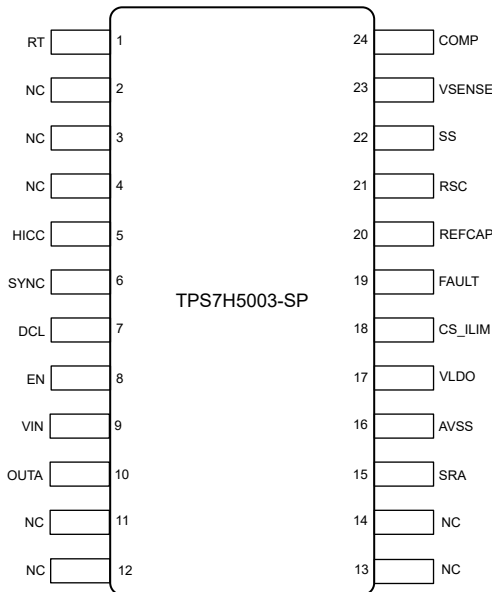 RT 1 24 COMP
NC 2 23 VSENSE
NC 3 22 SS
NC 4 21 RSC
HICC 5 20 REFCAP
SYNC 6 19 FAULT
TPS7H5003-SP
DCL 7 18 CS_ILIM
EN 8 17 VLDO
VIN 9 16 AVSS
OUTA 10 15 SRA
NC 11 14 NC
NC 12 13 NC